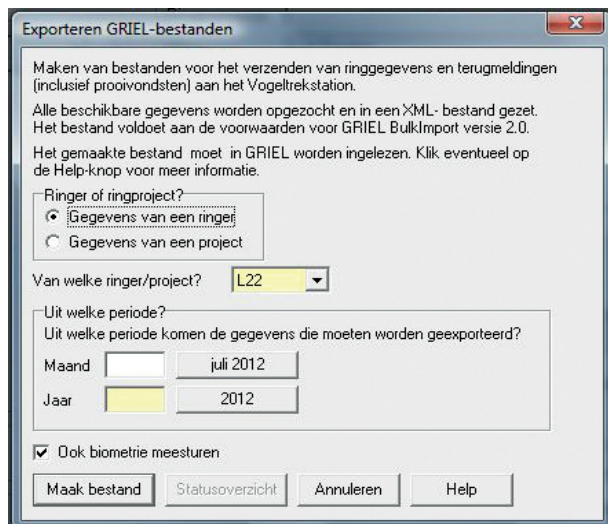 Exporteren GRIEL-bestanden
Maken van bestanden voor het verzenden van ringgegevens en terugmeldingen
(inclusief prooivondsten) aan het Vogeltrekstation.
Alle beschikbare gegevens worden opgezocht en in een XML- bestand gezet.
Het bestand voldoet aan de voorwaarden voor GRIEL BulkImport versie 2.0.
Het gemaakte bestand moet in GRIEL worden ingelezen. Klik eventueel op
de Help-knop voor meer informatie.
Ringer of ringproject?
Gegevens van een ringer
Gegevens van een project
Van welke ringer/project? L22
Uit welke periode?
Uit welke periode komen de gegevens die moeten worden geexporteerd?
Maand juli 2012
Jaar 2012
Ook biometrie meesturen
Maak bestand Statusoverzicht Annuleren Help